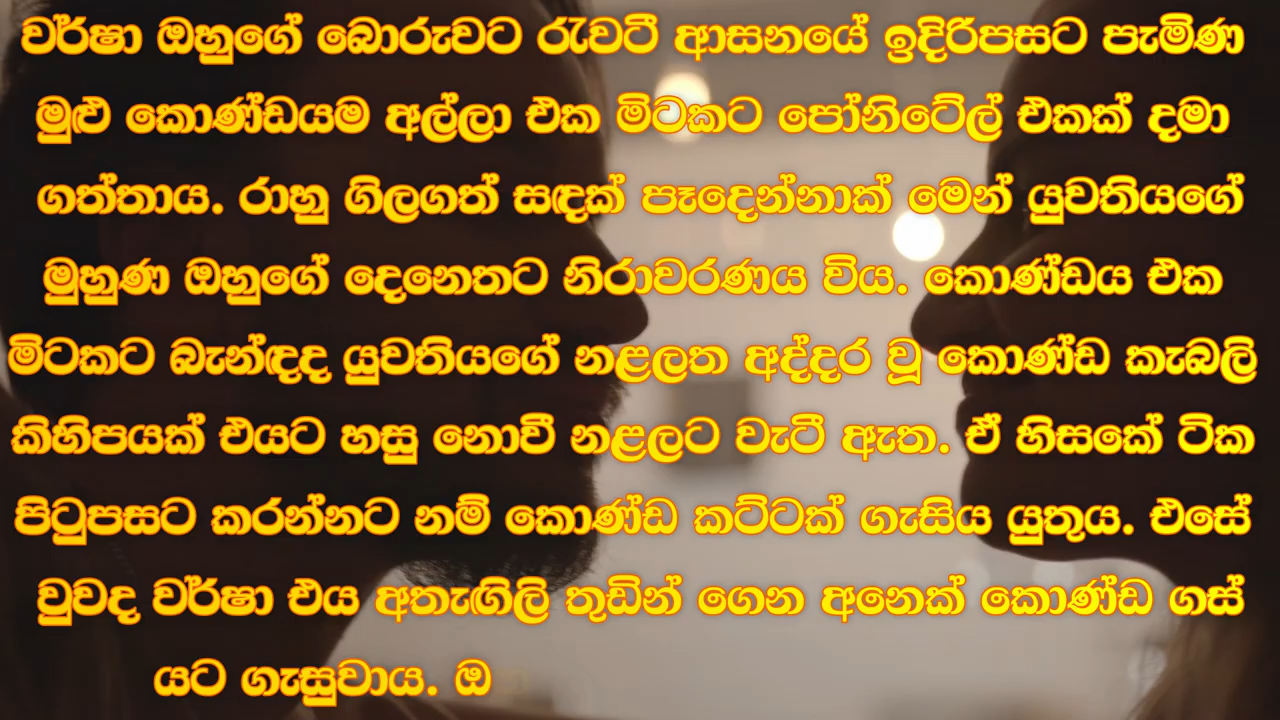 වර්ෂා ඔහුගේ බොරුවට රැවටී ආසනයේ ඉදිරිපසට පැමිණ
මුළු කොණ්ඩයම අල්ලා එක මිටකට පෝනිටේල් එකක් දමා
ගත්තාය. රාහු ගිලගත් සඳක් පෑදෙන්නාක් මෙන් යුවතියගේ
මුහුණ ඔහුගේ දෙනෙතට නිරාවරණය විය. කොණ්ඩය එක
මිටකට බැන්ඳද යුවතියගේ නළලත අද්දර වූ කොණ්ඩ කැබලි
කිහිපයක් එයට හසු නොවී නළලට වැටී ඇත. ඒ හිසකේ ටික
පිටුපසට කරන්නට නම් කොණ්ඩ කට්ටක් ගැසිය යුතුය. එසේ
වුවද වර්ෂා එය අතැඟිලි තුඩින් ගෙන අනෙක් කොණ්ඩ ගස්
යට ගැසුවාය. ඔ